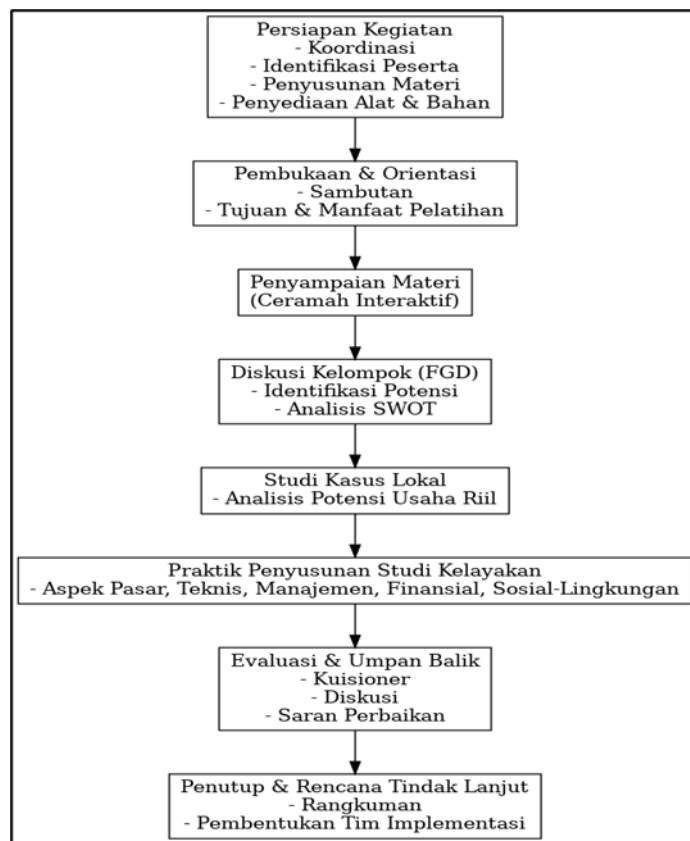 Persiapan Kegiatan
- Koordinasi
- Identifikasi Peserta
- Penyusunan Materi
- Penyediaan Alat & Bahan
Pembukaan & Orientasi
- Sambutan
- Tujuan & Manfaat Pelatihan
Penyampaian Materi
(Ceramah Interaktif)
Diskusi Kelompok (FGD)
- Identifikasi Potensi
- Analisis SWOT
Studi Kasus Lokal
- Analisis Potensi Usaha Riil
Praktik Penyusunan Studi Kelayakan
- Aspek Pasar, Teknis, Manajemen, Finansial, Sosial-Lingkungan
Evaluasi & Umpan Balik
- Kuisioner
- Diskusi
- Saran Perbaikan
Penutup & Rencana Tindak Lanjut
- Rangkuman
- Pembentukan Tim Implementasi